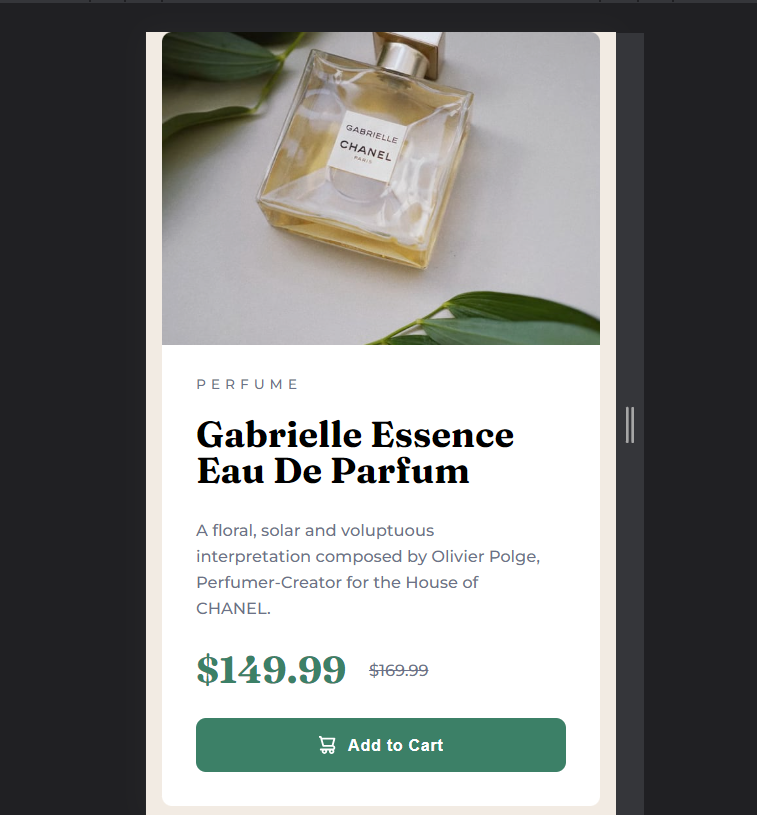 GABRIELLE
CHANEL
PARIS
PERFUME
Gabrielle Essence
Eau De Parfum
A floral, solar and voluptuous
interpretation composed by Olivier Polge,
Perfumer-Creator for the House of
CHANEL.
$149.99 $169.99
Add to Cart